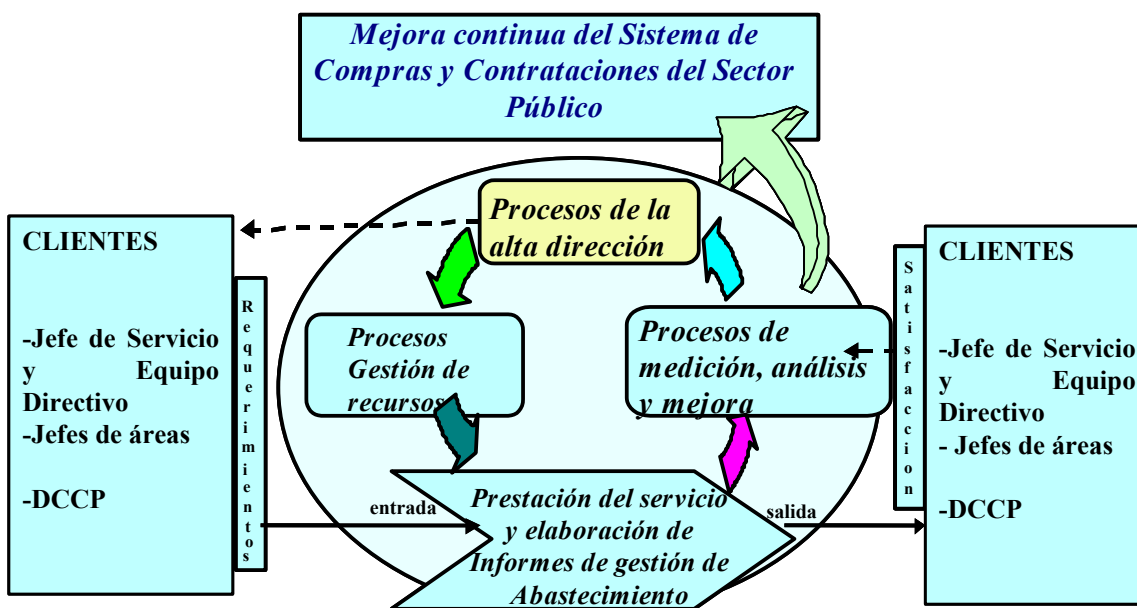 Mejora continua del Sistema de
Compras y Contrataciones del Sector
Público
Procesos de la
alta dirección
CLIENTES
-Jefe de Servicio
y Equipo
Directivo
-Jefes de áreas
-DCCP
Requerimientos
Procesos
Gestión de
recursos
Procesos de
medición, análisis
y mejora
Satisfaccion
CLIENTES
-Jefe de Servicio
y Equipo
Directivo
- Jefes de áreas
-DCCP
entrada
Prestación del servicio
y elaboración de
Informes de gestión de
Abastecimiento
salida